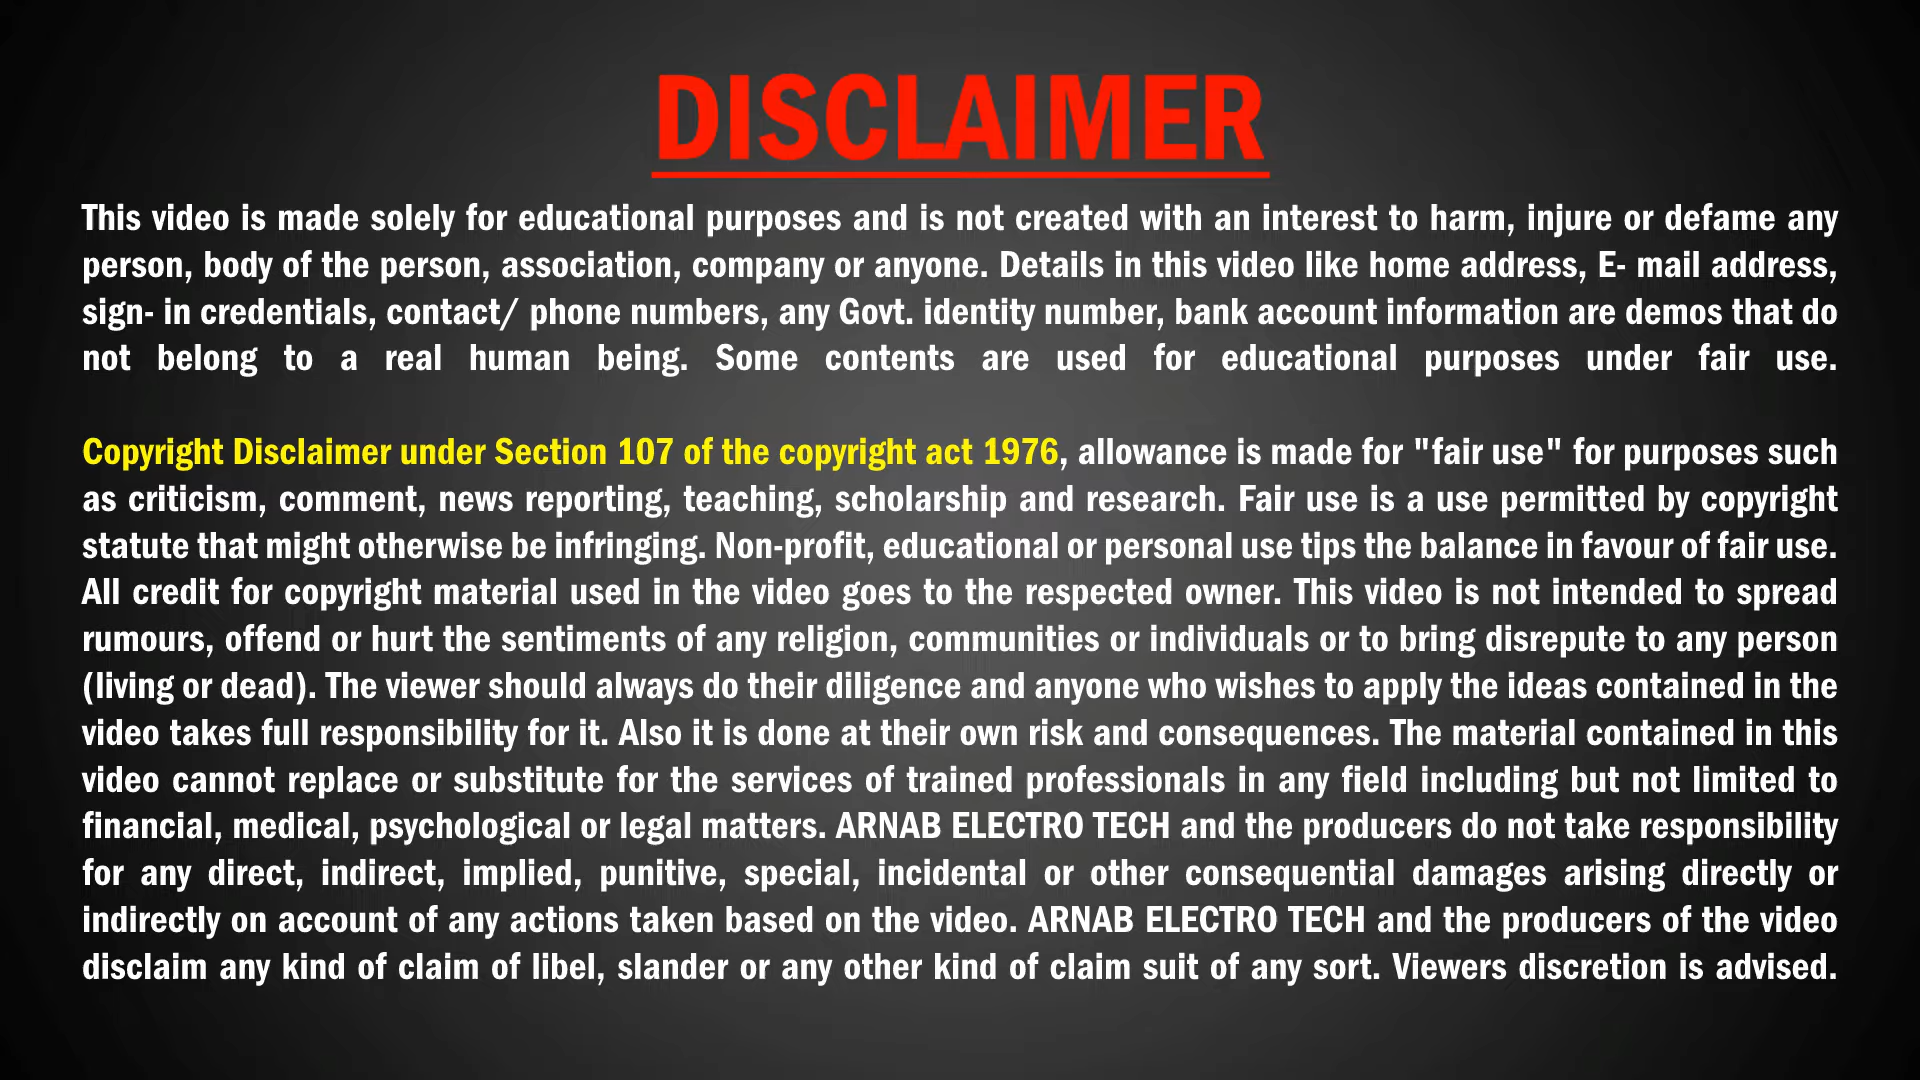 DISCLAIMER
This video is made solely for educational purposes and is not created with an interest to harm, injure or defame any
person, body of the person, association, company or anyone. Details in this video like home address, E- mail address,
sign- in credentials, contact/ phone numbers, any Govt. identity number, bank account information are demos that do
not belong to a real human being. Some contents are used for educational purposes under fair use.
Copyright Disclaimer under Section 107 of the copyright act 1976, allowance is made for "fair use" for purposes such
as criticism, comment, news reporting, teaching, scholarship and research. Fair use is a use permitted by copyright
statute that might otherwise be infringing. Non-profit, educational or personal use tips the balance in favour of fair use.
All credit for copyright material used in the video goes to the respected owner. This video is not intended to spread
rumours, offend or hurt the sentiments of any religion, communities or individuals or to bring disrepute to any person
(living or dead). The viewer should always do their diligence and anyone who wishes to apply the ideas contained in the
video takes full responsibility for it. Also it is done at their own risk and consequences. The material contained in this
video cannot replace or substitute for the services of trained professionals in any field including but not limited to
financial, medical, psychological or legal matters. ARNAB ELECTRO TECH and the producers do not take responsibility
for any direct, indirect, implied, punitive, special, incidental or other consequential damages arising directly or
indirectly on account of any actions taken based on the video. ARNAB ELECTRO TECH and the producers of the video
disclaim any kind of claim of libel, slander or any other kind of claim suit of any sort. Viewers discretion is advised.